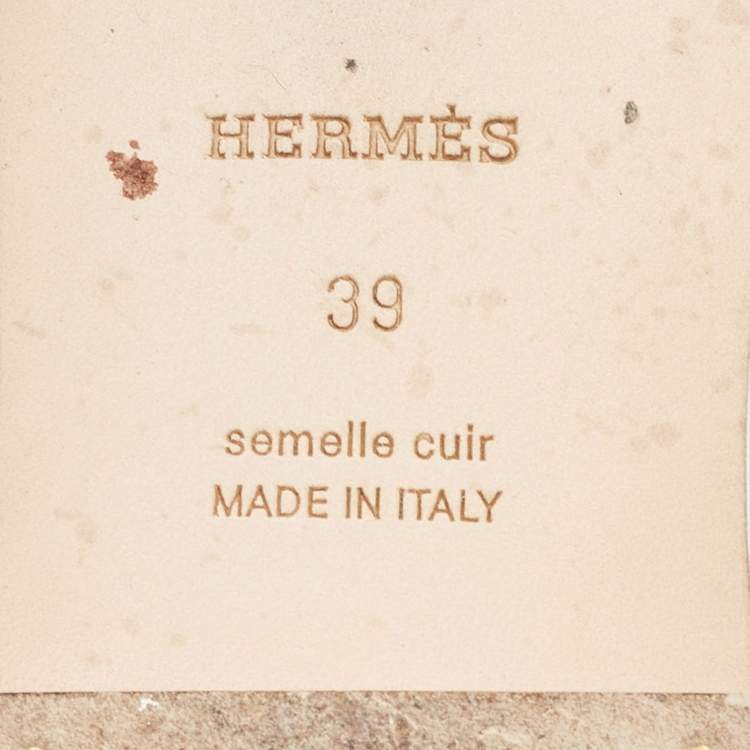 HERMÈS
39
semelle cuir
MADE IN ITALY